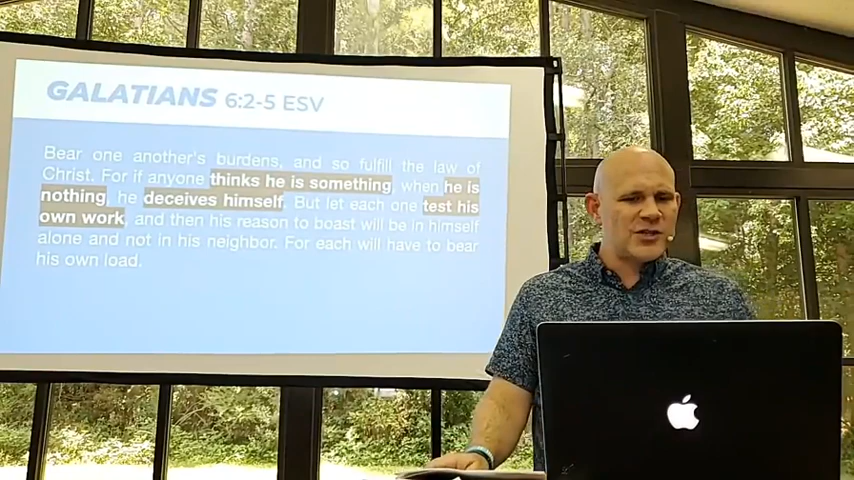 GALATIANS 6:2-5 ESV
Bear one another's burdens, and so fulfill the law of
Christ. For if anyone thinks he is something, when he is
nothing, he deceives himself. But let each one test his
own work, and then his reason to boast will be in himself
alone and not in his neighbor. For each will have to bear
his own load.